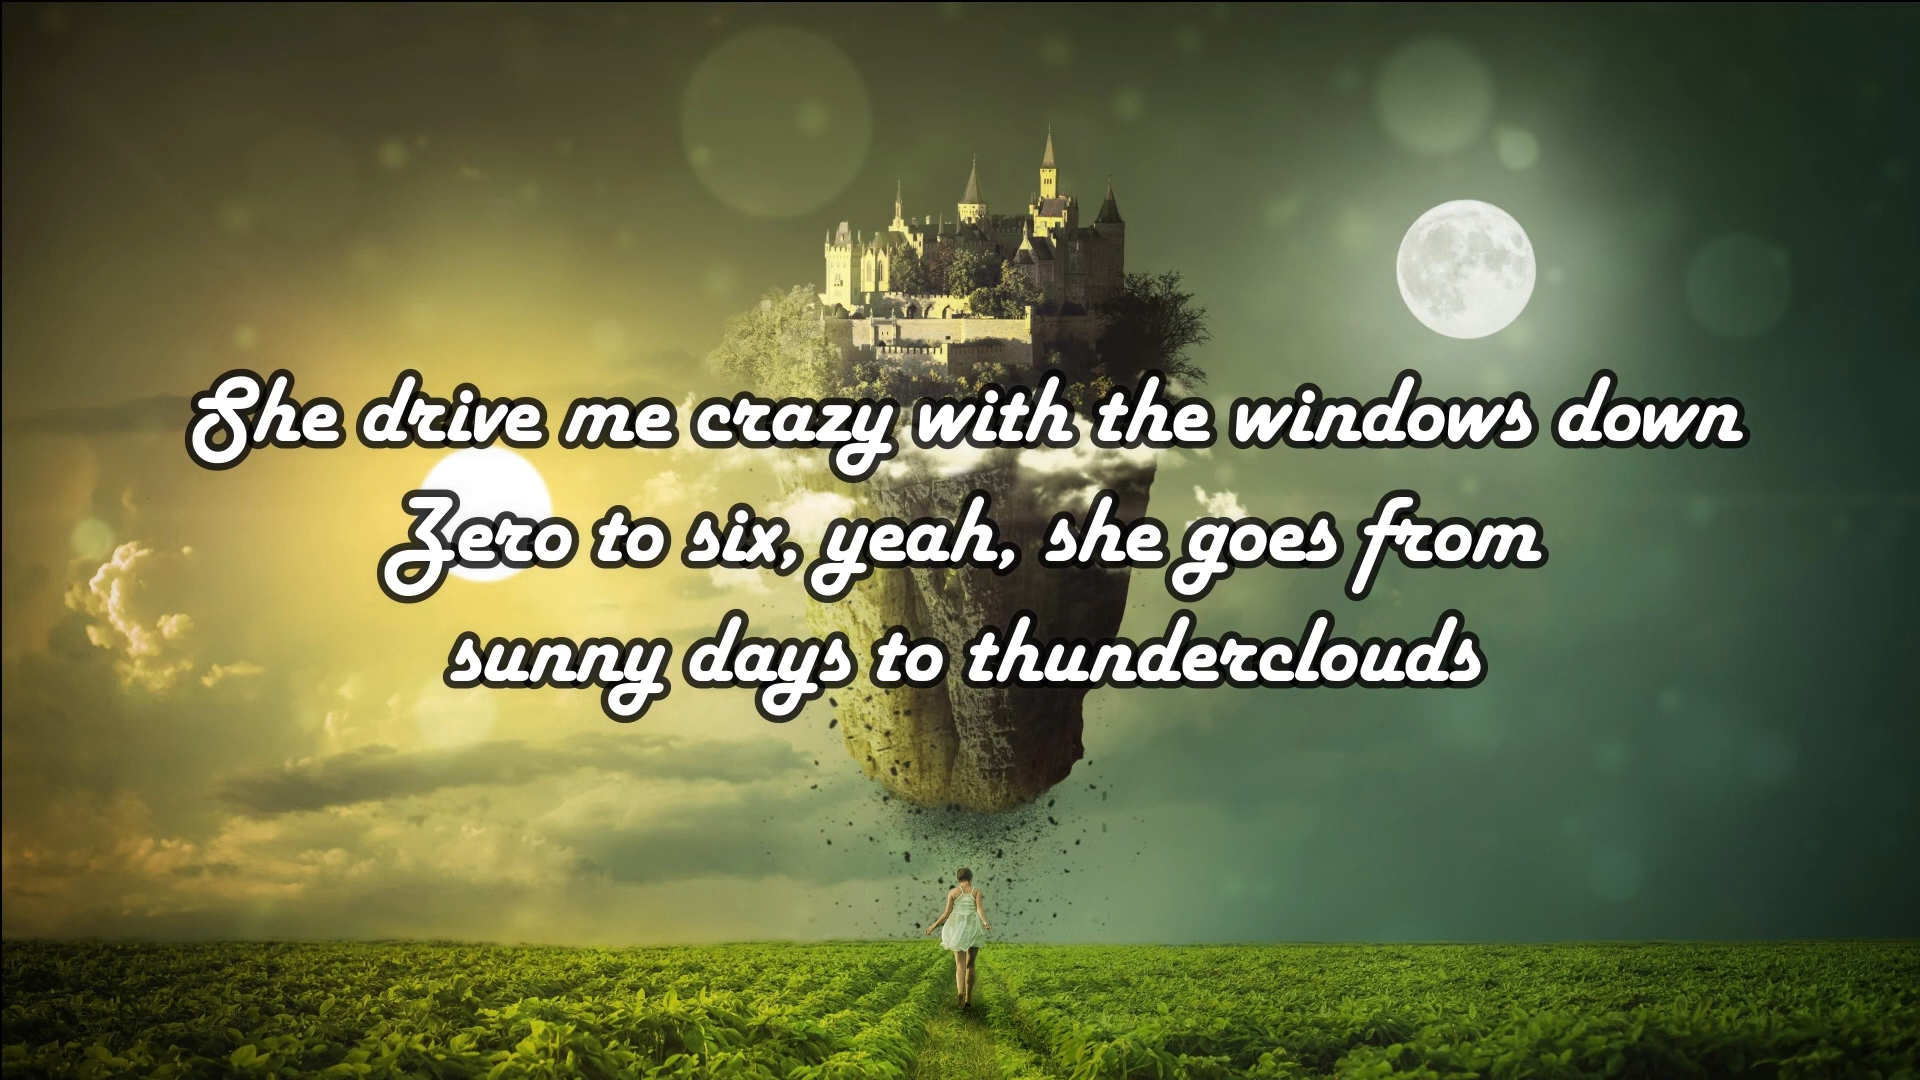 She drive me crazy with the windows down
Zero to six, yeah, she goes from
sunny days to thunderclouds